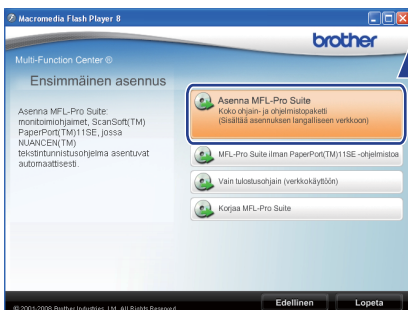 Macromedia Flash Player 8
brother
Multi-Function Center ®
Ensimmäinen asennus
Asenna MFL-Pro Suite:
monitoimiohjaimet, ScanSoft(TM)
PaperPort(TM)11SE, jossa
NUANCEN(TM)
tekstintunnistusohjelma asentuvat
automaattisesti.
Asenna MFL-Pro Suite
Koko ohjain- ja ohjelmistopaketti
(Sisältää asennuksen langalliseen verkkoon)
MFL-Pro Suite ilman PaperPort(TM)11SE -ohjelmistoa
Vain tulostusohjain (verkkokäyttöön)
Korjaa MFL-Pro Suite
© 2001-2008 Brother Industries, Ltd. All Rights Reserved.
Edellinen
Lopeta